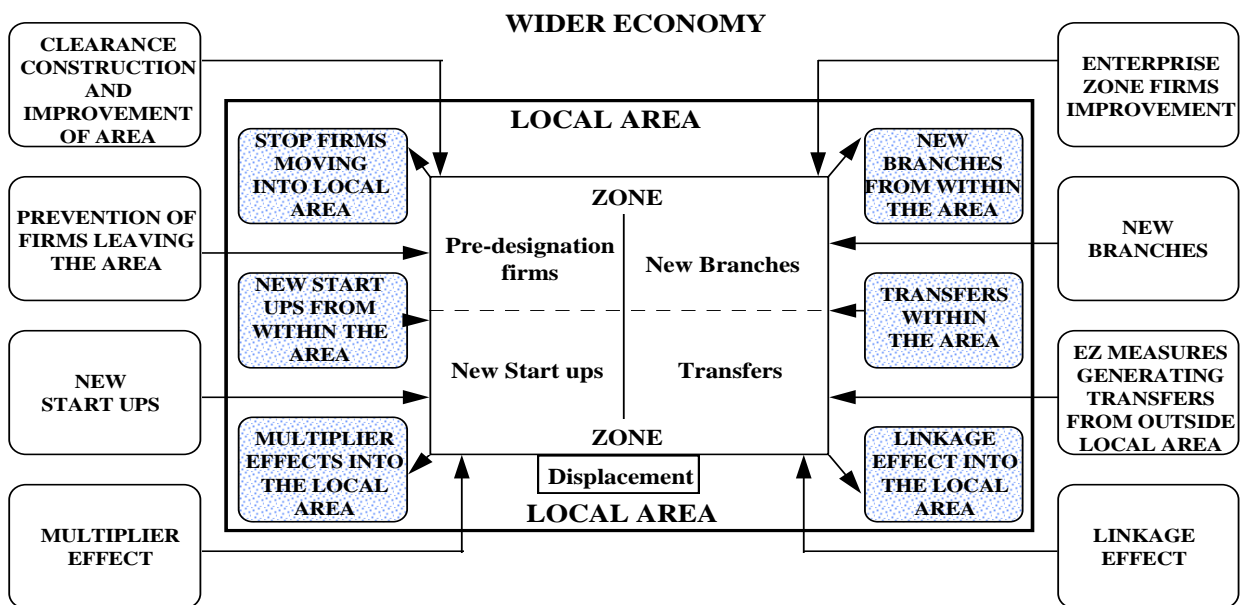 WIDER ECONOMY
CLEARANCE
CONSTRUCTION
AND
IMPROVEMENT
OF AREA
PREVENTION OF
FIRMS LEAVING
THE AREA
NEW
START UPS
MULTIPLIER
EFFECT
LOCAL AREA
STOP FIRMS
MOVING
INTO LOCAL
AREA
NEW START
UPS FROM
WITHIN THE
AREA
MULTIPLIER
EFFECTS INTO
THE LOCAL
AREA
ZONE
Pre-designation
firms
New Branches
New Start ups
Transfers
ZONE
Displacement
LOCAL AREA
NEW
BRANCHES
FROM WITHIN
THE AREA
TRANSFERS
WITHIN
THE AREA
LINKAGE
EFFECT INTO
THE LOCAL
AREA
ENTERPRISE
ZONE FIRMS
IMPROVEMENT
NEW
BRANCHES
EZ MEASURES
GENERATING
TRANSFERS
FROM OUTSIDE
LOCAL AREA
LINKAGE
EFFECT